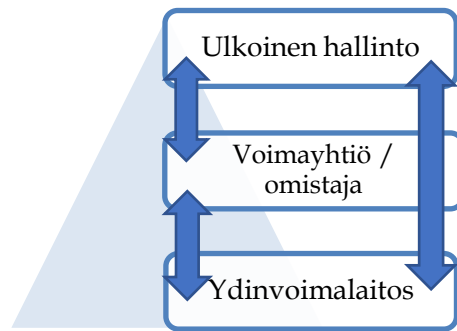 Ulkoinen hallinto
Voimayhtiö /
omistaja
Ydinvoimalaitos